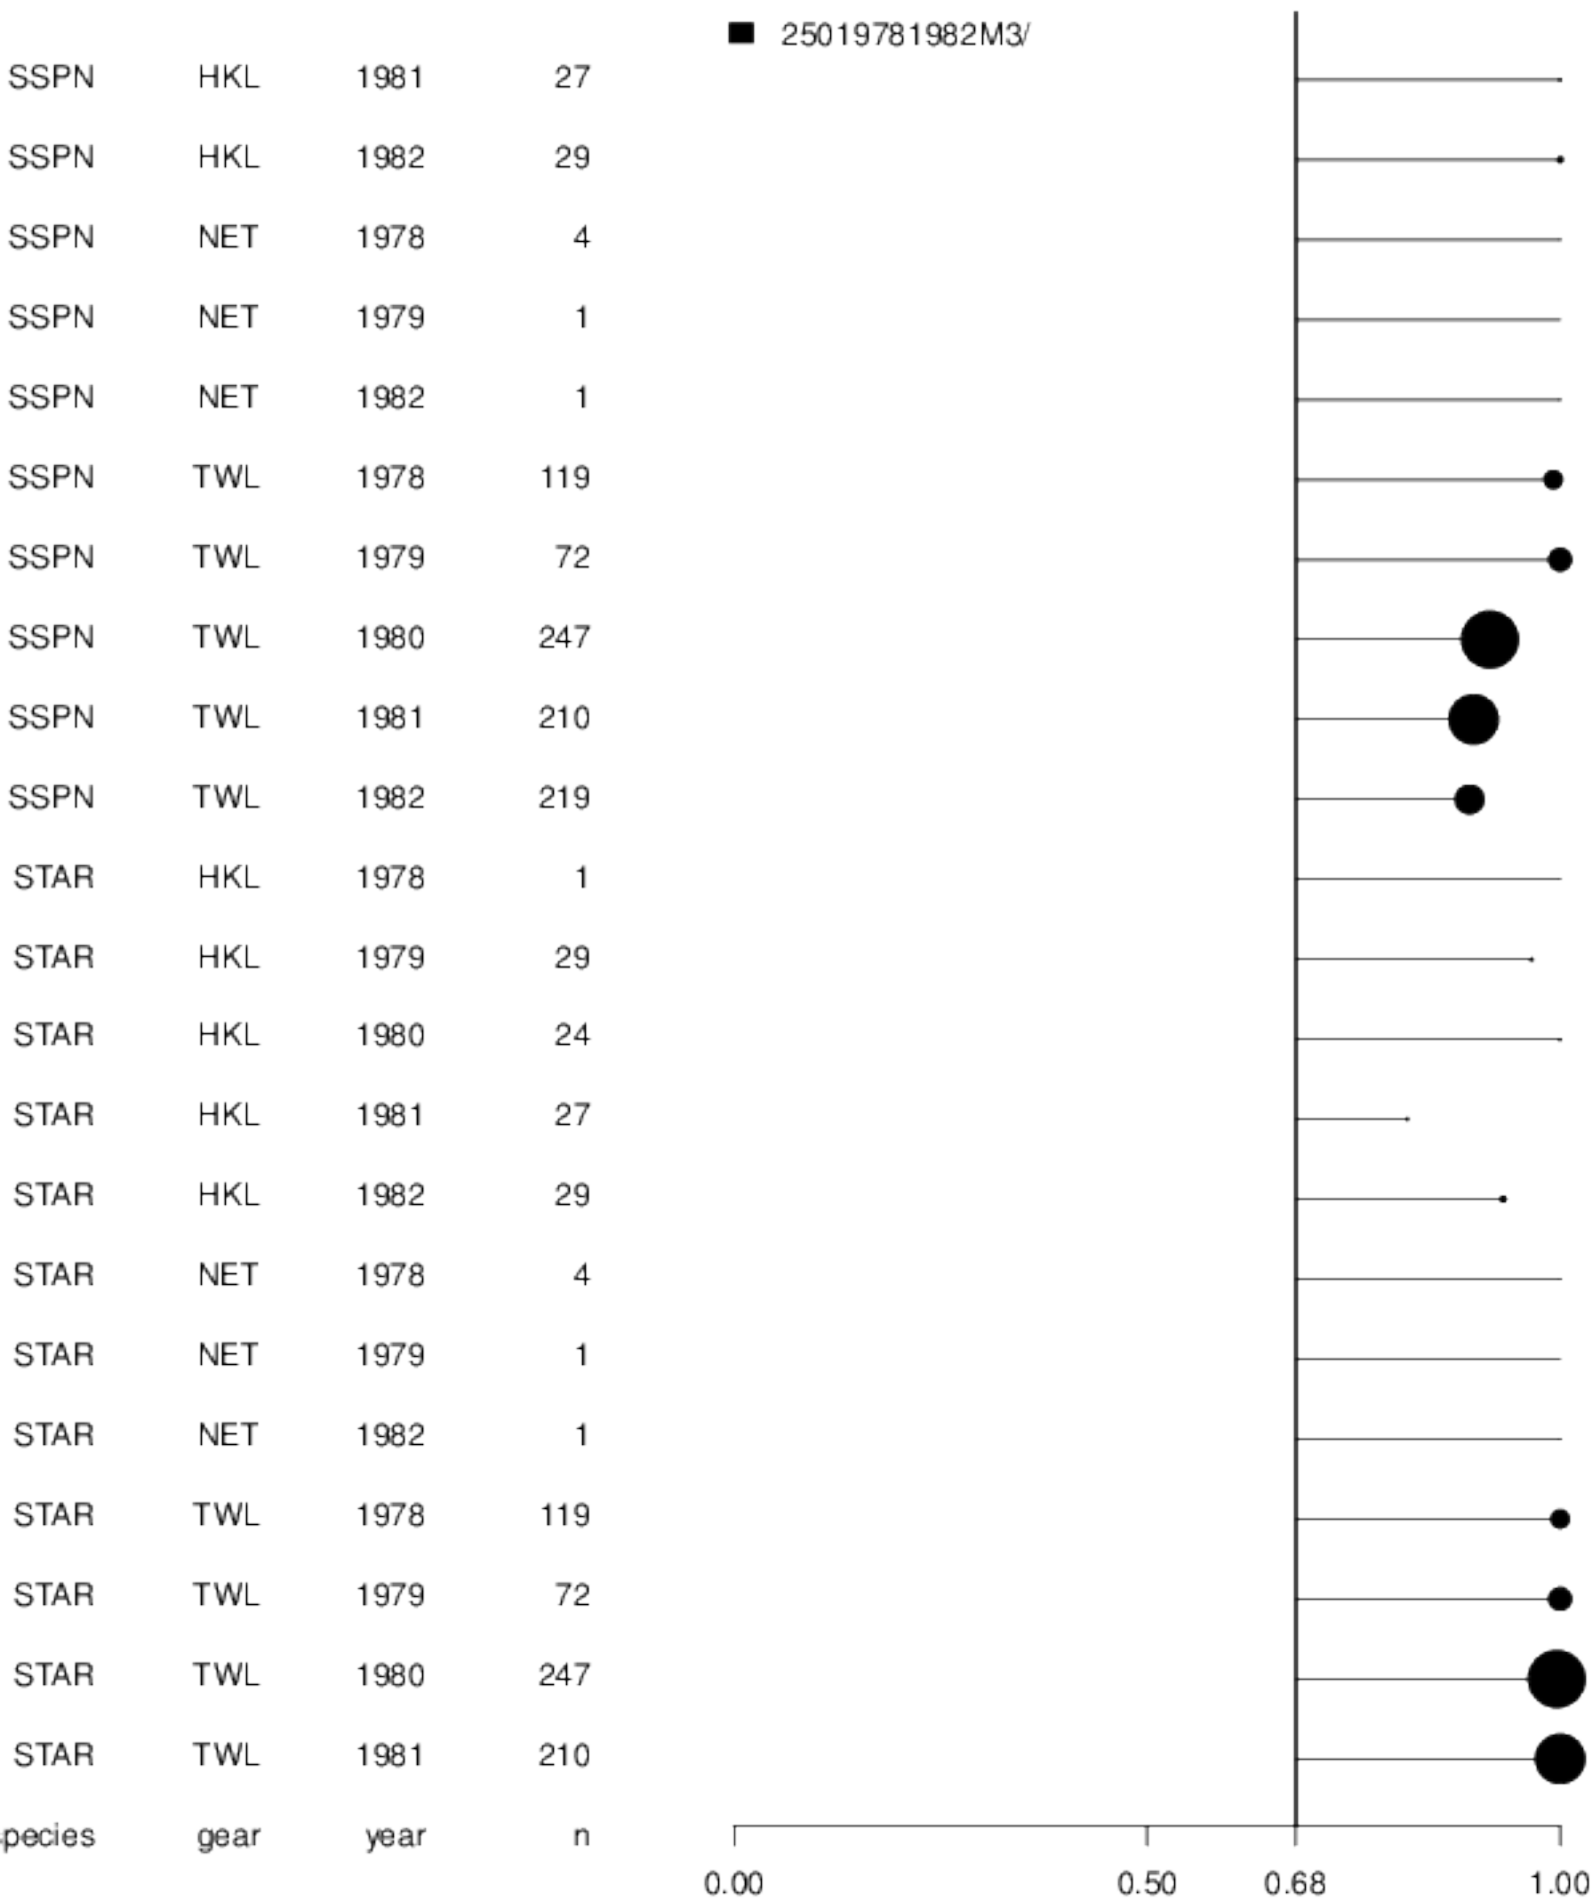 25019781982M3/
SSPN HKL 1981 27
SSPN HKL 1982 29
SSPN NET 1978 4
SSPN NET 1979 1
SSPN NET 1982 1
SSPN TWL 1978 119
SSPN TWL 1979 72
SSPN TWL 1980 247
SSPN TWL 1981 210
SSPN TWL 1982 219
STAR HKL 1978 1
STAR HKL 1979 29
STAR HKL 1980 24
STAR HKL 1981 27
STAR HKL 1982 29
STAR NET 1978 4
STAR NET 1979 1
STAR NET 1982 1
STAR TWL 1978 119
STAR TWL 1979 72
STAR TWL 1980 247
STAR TWL 1981 210
pecies gear year n
0.00 0.50 0.68 1.00